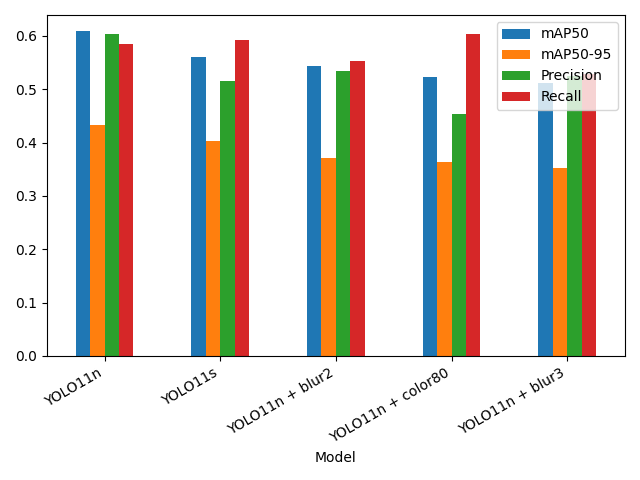 mAP50
mAP50-95
Precision
Recall
0.6
0.5
0.4
0.3
0.2
0.1
0.0
YOLO11n
YOLO11s
YOLO11n + blur2
YOLO11n + color80
YOLO11n + blur3
Model